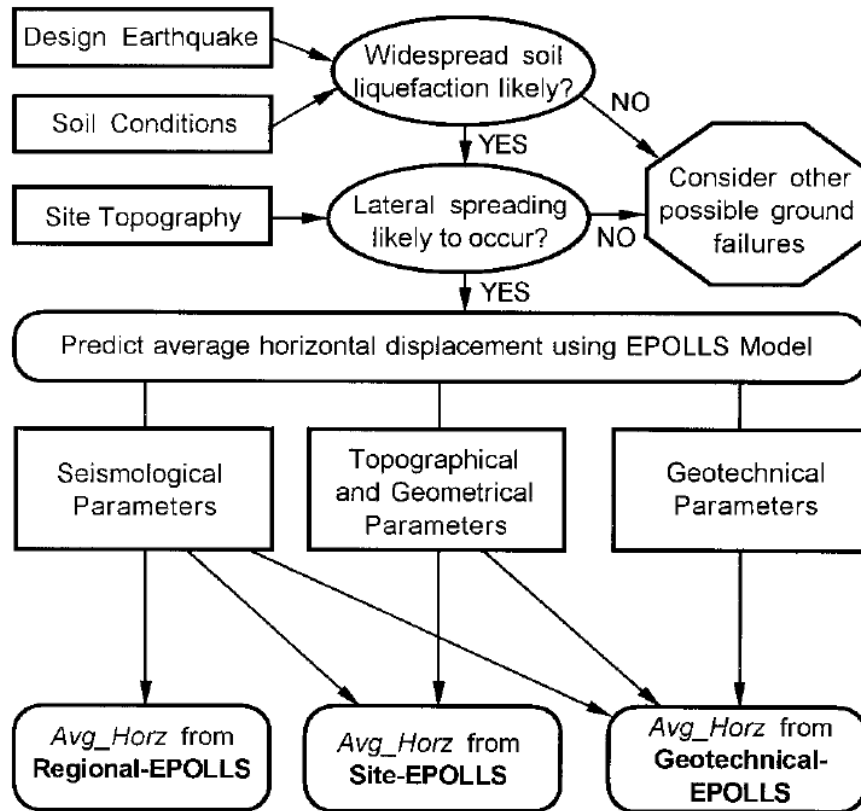 Design Earthquake
Widespread soil
liquefaction likely?
NO
Soil Conditions
YES
Consider other
possible ground
failures
Site Topography
Lateral spreading
likely to occur?
NO
YES
Predict average horizontal displacement using EPOLLS Model
Seismological
Parameters
Topographical
and Geometrical
Parameters
Geotechnical
Parameters
Avg_Horz from
Regional-EPOLLS
Avg_Horz from
Site-EPOLLS
Avg_Horz from
Geotechnical-
EPOLLS